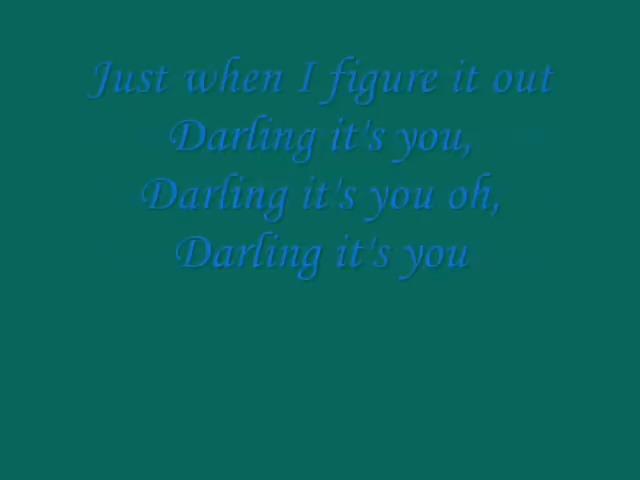 Just when I figure it out
Darling it's you,
Darling it's you oh,
Darling it's you